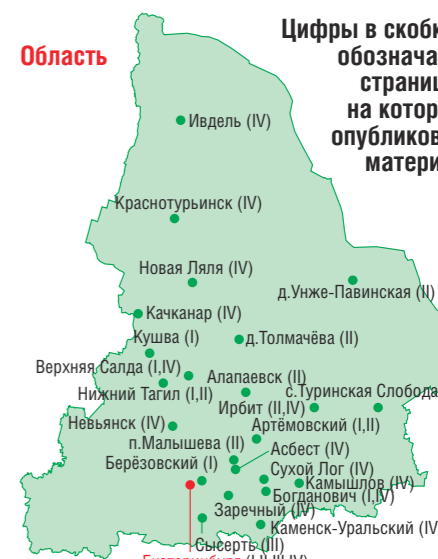 Область
Цифры в скобк
обознача
страниц
на котор
опубликов
матери
Ивдель (IV)
Краснотурьинск (IV)
Новая Ляля (IV)
д.Унже-Павинская (II)
Качканар (IV)
Кушва (I)
д.Толмачёва (II)
Верхняя Салда (I,IV)
Алапаевск (II)
Нижний Тагил (I,II)
с.Туринская Слобода
Ирбит (II,IV)
Невьянск (IV)
Артёмовский (I,II)
п.Малышева (II)
Асбест (IV)
Берёзовский (I)
Сухой Лог (IV)
Камышлов (IV)
Богданович (I,IV)
Заречный (IV)
Каменск-Уральский (IV
Сысерть (III)